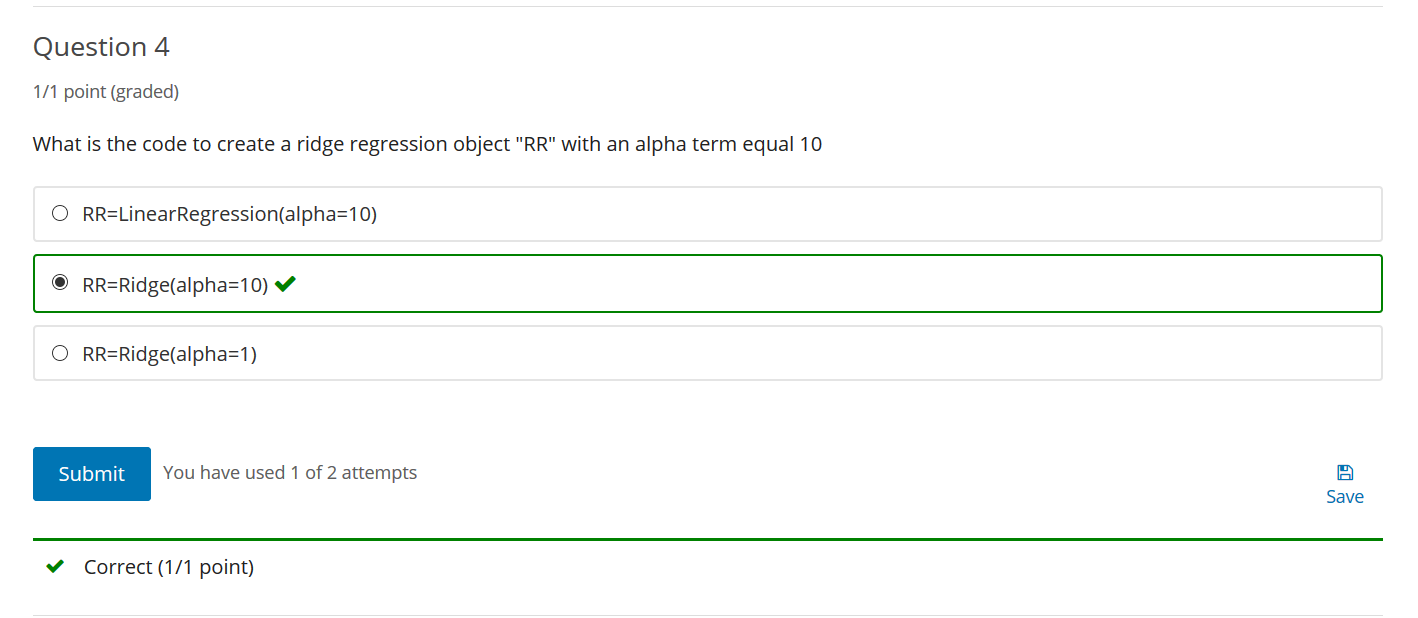 Question 4
1/1 point (graded)
What is the code to create a ridge regression object "RR" with an alpha term equal 10
RR=LinearRegression(alpha=10)
RR=Ridge(alpha=10)
RR=Ridge(alpha=1)
Submit
You have used 1 of 2 attempts
Save
Correct (1/1 point)